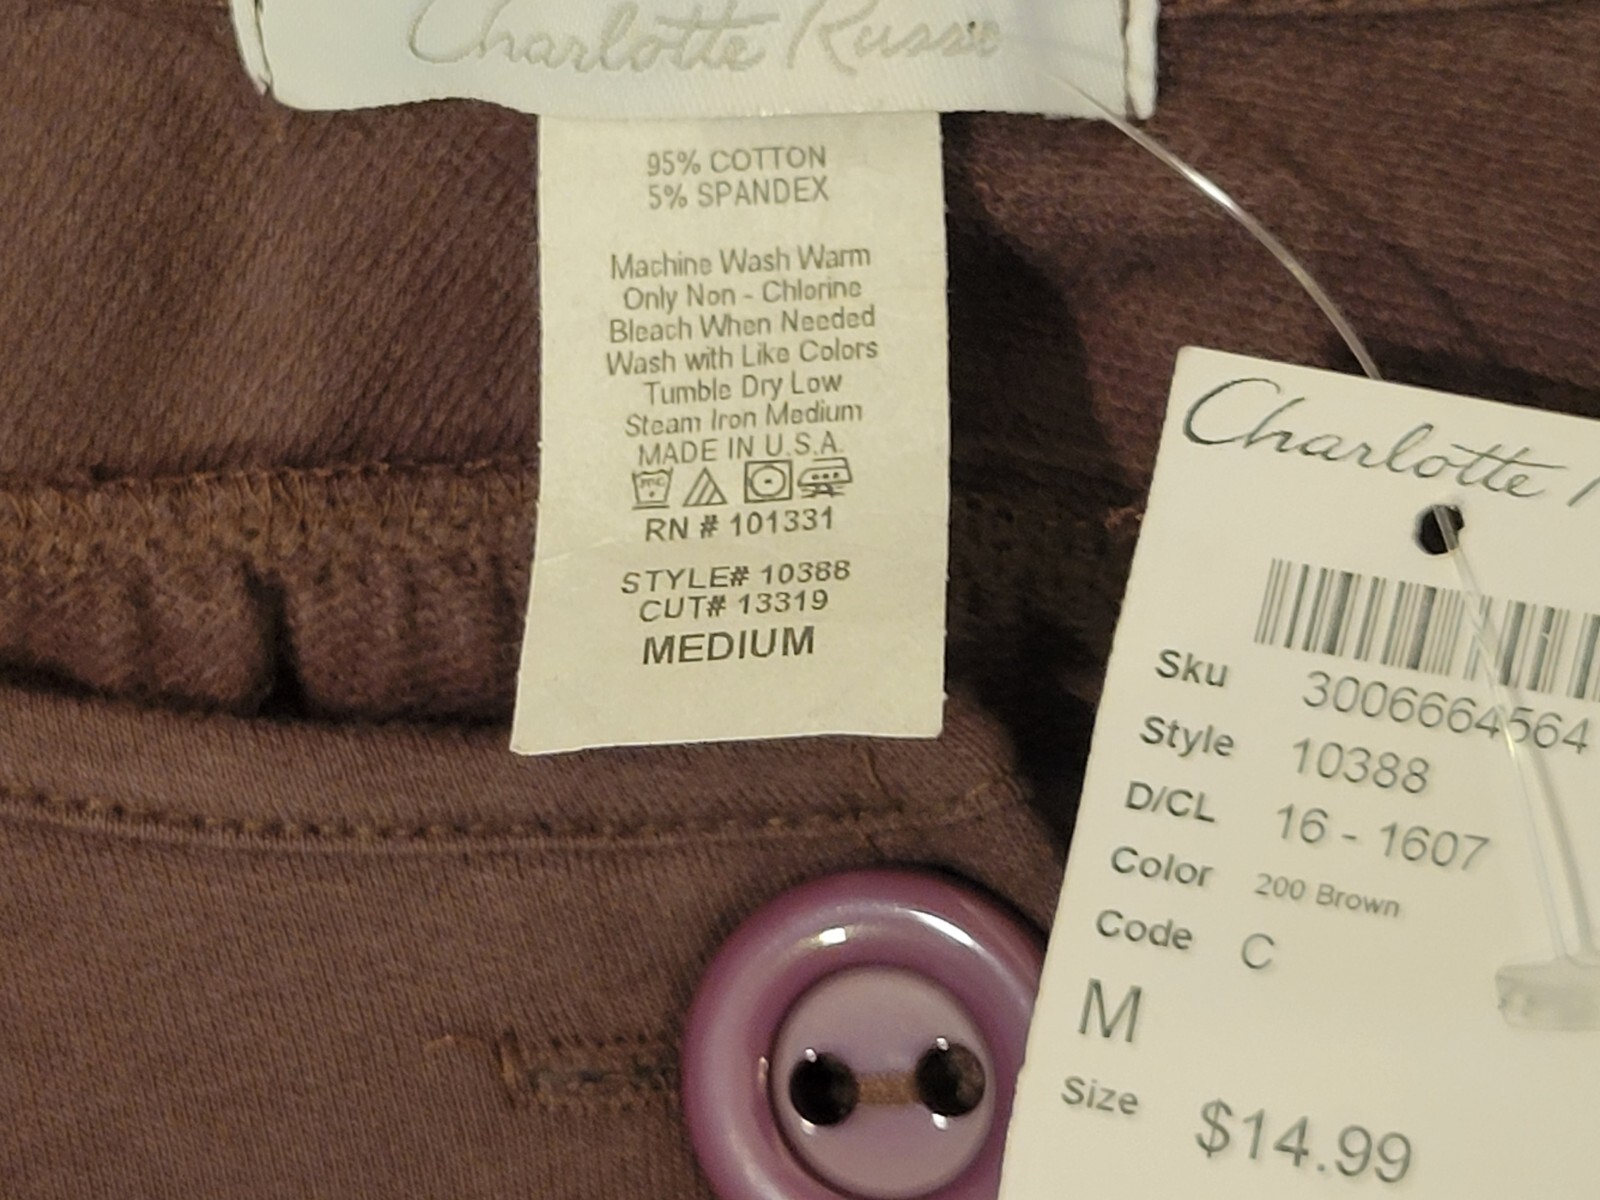 Charlotte Russe
95% COTTON
5% SPANDEX
Machine Wash Warm
Only Non - Chlorine
Bleach When Needed
Wash with Like Colors
Tumble Dry Low
Steam Iron Medium
MADE IN U.S.A.
RN # 101331
STYLE# 10388
CUT# 13319
MEDIUM
Charlotte
Sku 3006664564
Style 10388
D/CL 16 - 1607
Color 200 Brown
Code C
M
Size
$14.99